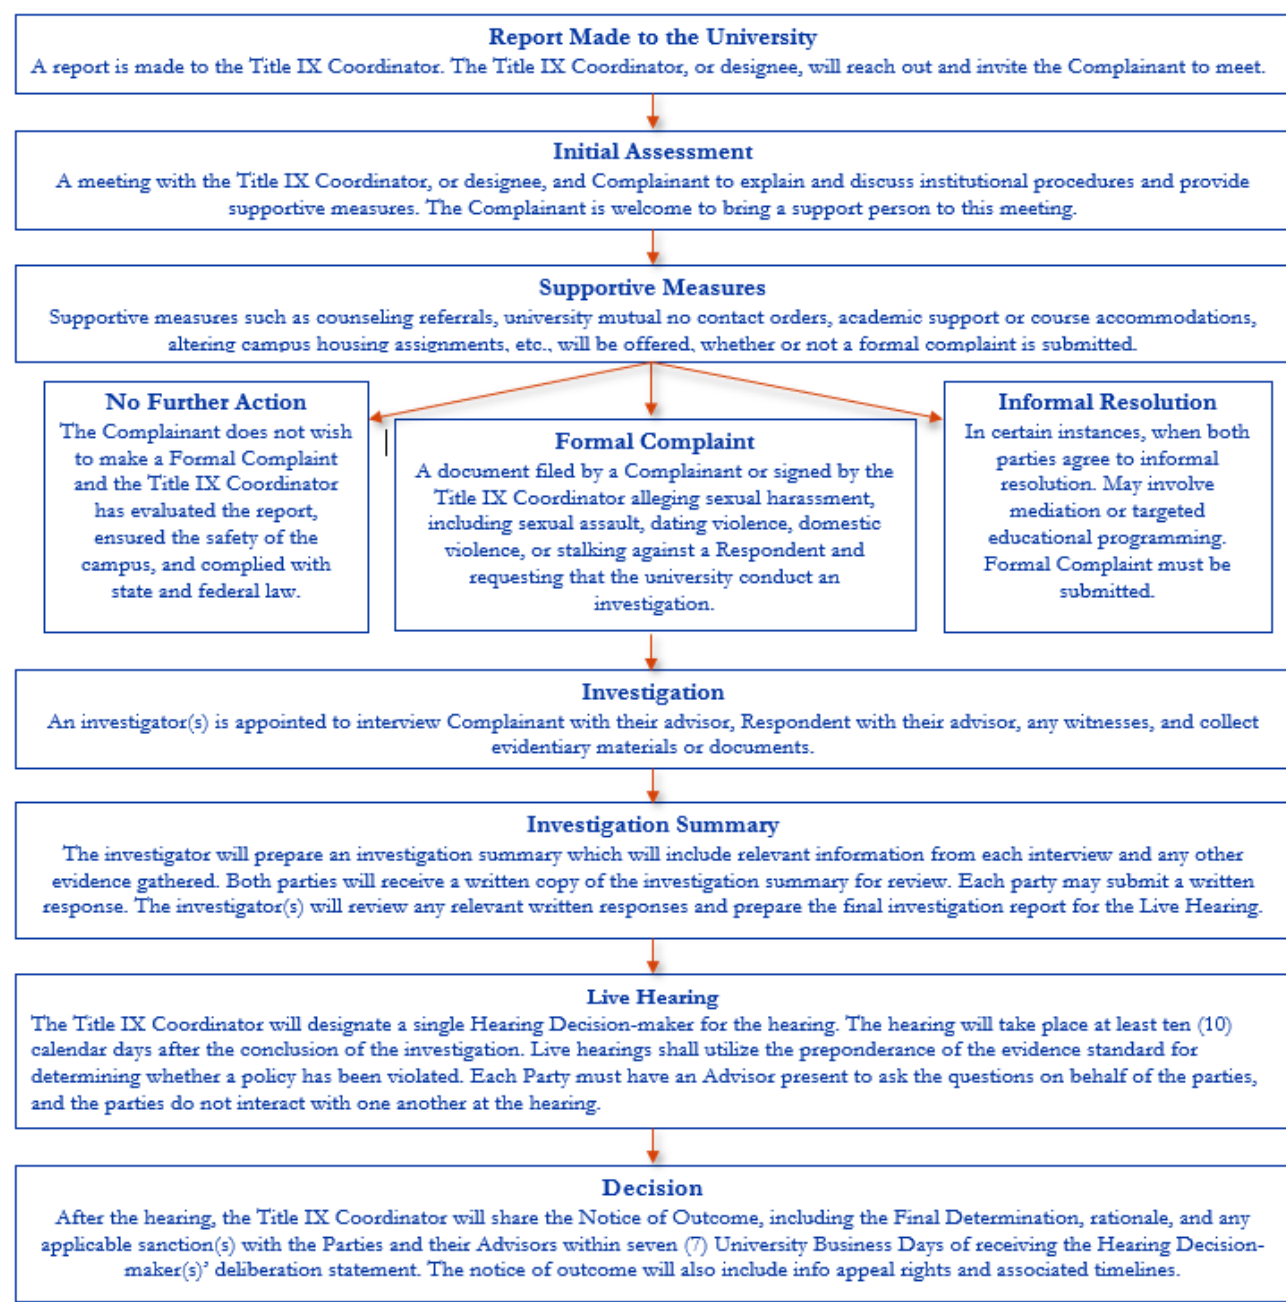 Report Made to the University
A report is made to the Title IX Coordinator. The Title IX Coordinator, or designee, will reach out and invite the Complainant to meet.
Initial Assessment
A meeting with the Title IX Coordinator, or designee, and Complainant to explain and discuss institutional procedures and provide
supportive measures. The Complainant is welcome to bring a support person to this meeting.
Supportive Measures
Supportive measures such as counseling referrals, university mutual no contact orders, academic support or course accommodations,
altering campus housing assignments, etc., will be offered, whether or not a formal complaint is submitted.
No Further Action
The Complainant does not wish
to make a Formal Complaint
and the Title IX Coordinator
has evaluated the report,
ensured the safety of the
campus, and complied with
state and federal law.
Formal Complaint
A document filed by a Complainant or signed by the
Title IX Coordinator alleging sexual harassment,
including sexual assault, dating violence, domestic
violence, or stalking against a Respondent and
requesting that the university conduct an
investigation.
Informal Resolution
In certain instances, when both
parties agree to informal
resolution. May involve
mediation or targeted
educational programming.
Formal Complaint must be
submitted.
Investigation
An investigator(s) is appointed to interview Complainant with their advisor, Respondent with their advisor, any witnesses, and collect
evidentiary materials or documents.
Investigation Summary
The investigator will prepare an investigation summary which will include relevant information from each interview and any other
evidence gathered. Both parties will receive a written copy of the investigation summary for review. Each party may submit a written
response. The investigator(s) will review any relevant written responses and prepare the final investigation report for the Live Hearing.
Live Hearing
The Title IX Coordinator will designate a single Hearing Decision-maker for the hearing. The hearing will take place at least ten (10)
calendar days after the conclusion of the investigation. Live hearings shall utilize the preponderance of the evidence standard for
determining whether a policy has been violated. Each Party must have an Advisor present to ask the questions on behalf of the parties,
and the parties do not interact with one another at the hearing.
Decision
After the hearing, the Title IX Coordinator will share the Notice of Outcome, including the Final Determination, rationale, and any
applicable sanction(s) with the Parties and their Advisors within seven (7) University Business Days of receiving the Hearing Decision-
maker(s)' deliberation statement. The notice of outcome will also include info appeal rights and associated timelines.